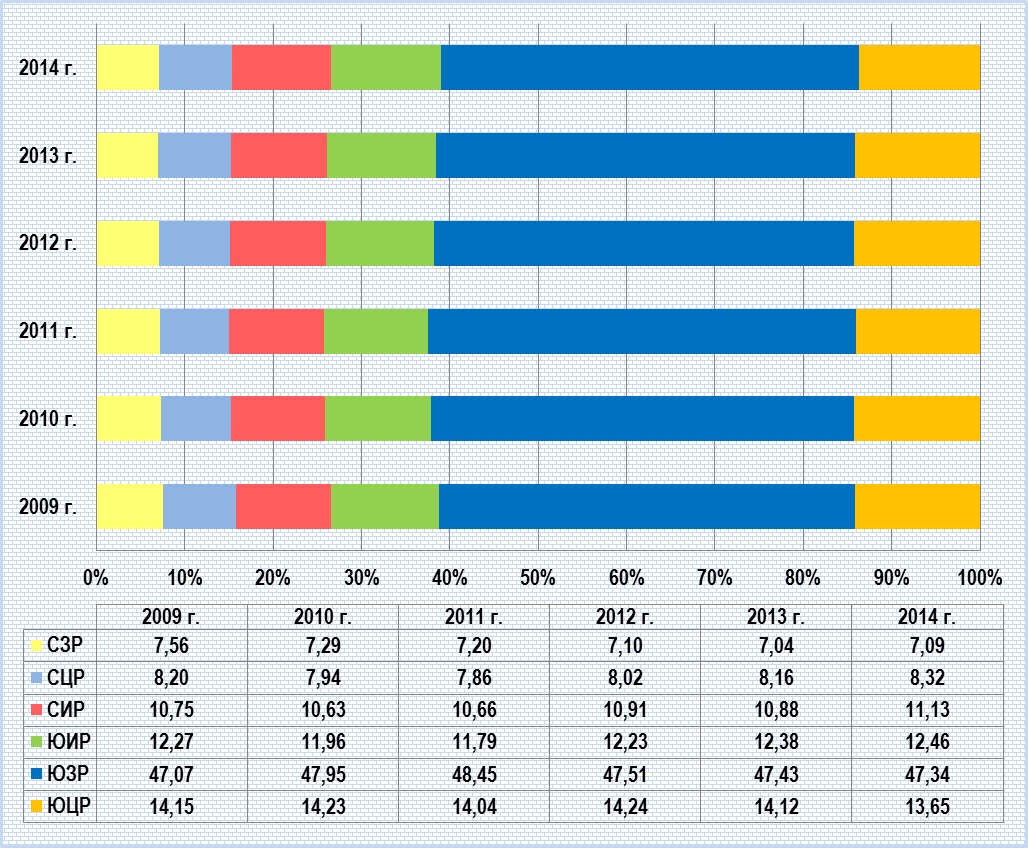 2014 г.
2013 г.
2012 г.
2011 г.
2010 г.
2009 г.
0% 10% 20% 30% 40% 50% 60% 70% 80% 90% 100%
2009 г. 2010 г. 2011 г. 2012 г. 2013 г. 2014 г.
СЗР 7,56 7,29 7,20 7,10 7,04 7,09
СЦР 8,20 7,94 7,86 8,02 8,16 8,32
СИР 10,75 10,63 10,66 10,91 10,88 11,13
ЮИР 12,27 11,96 11,79 12,23 12,38 12,46
ЮЗР 47,07 47,95 48,45 47,51 47,43 47,34
ЮЦР 14,15 14,23 14,04 14,24 14,12 13,65